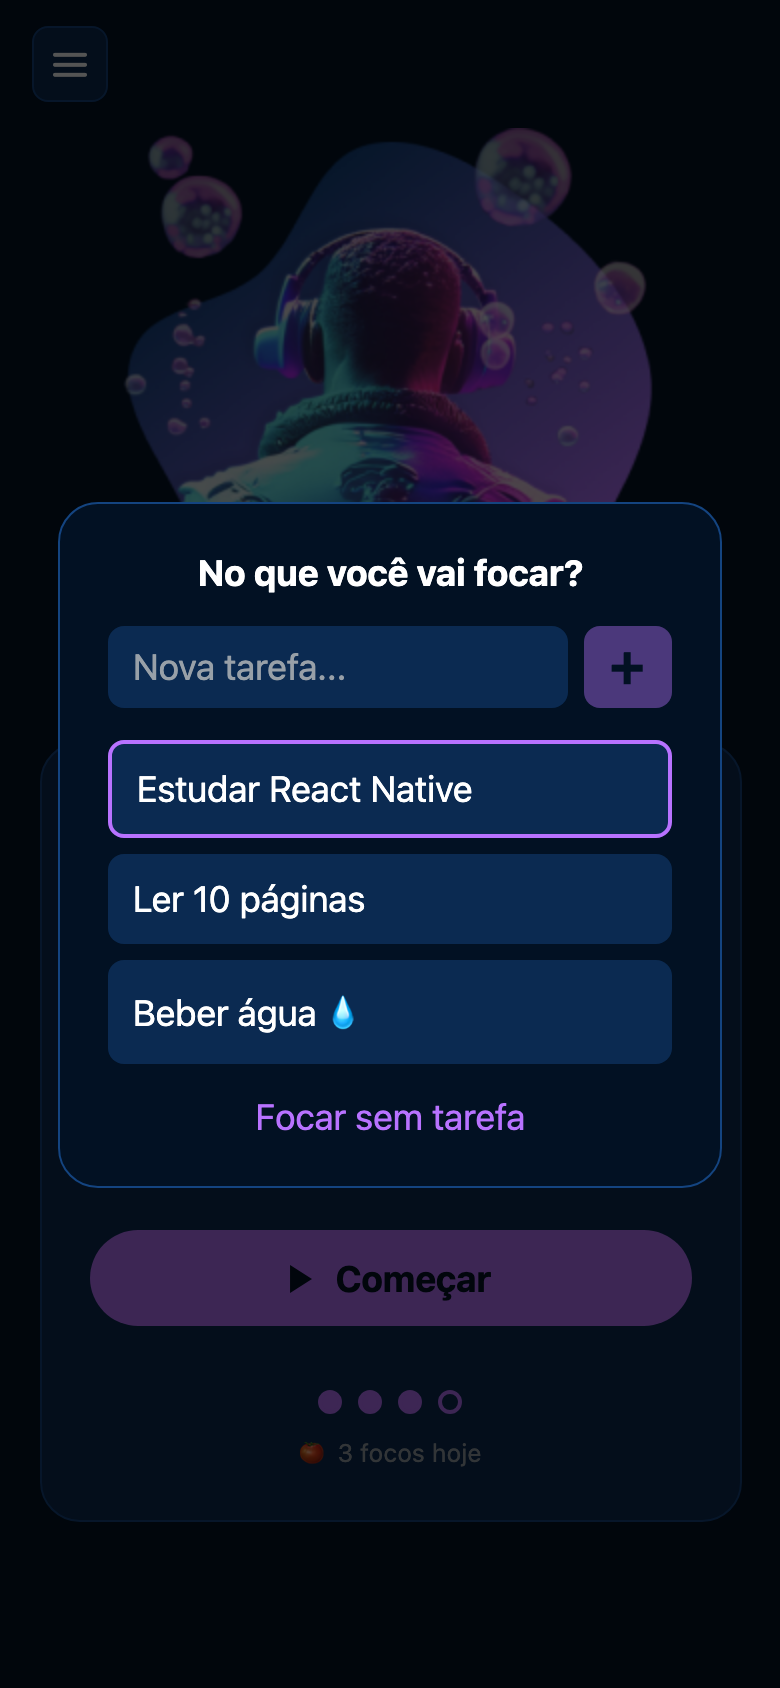 No que você vai focar?
Nova tarefa...
+
Estudar React Native
Ler 10 páginas
Beber água 💧
Focar sem tarefa
Começar
🍅 3 focos hoje